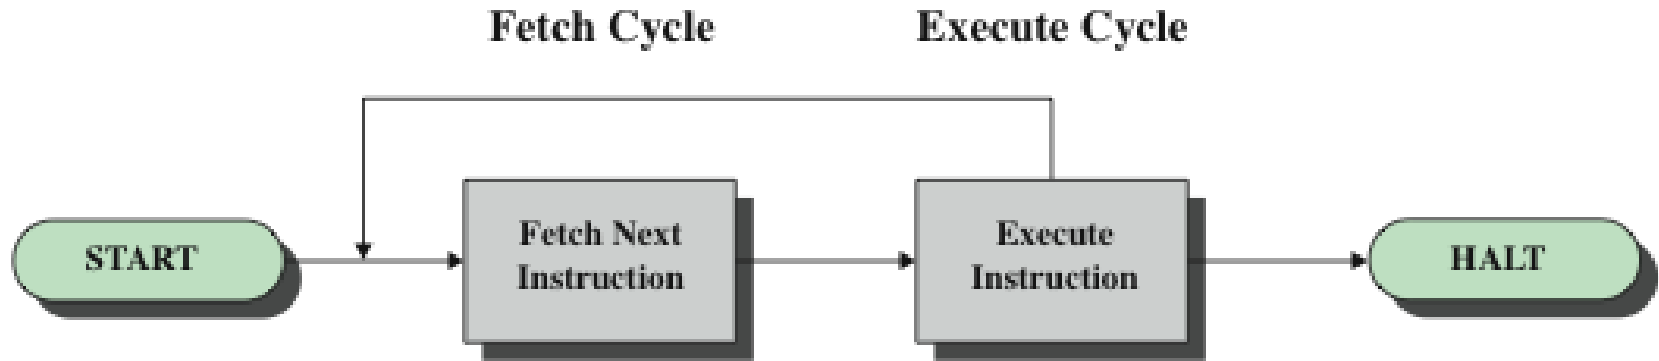 Fetch Cycle
Execute Cycle
START
Fetch Next
Instruction
Execute
Instruction
HALT